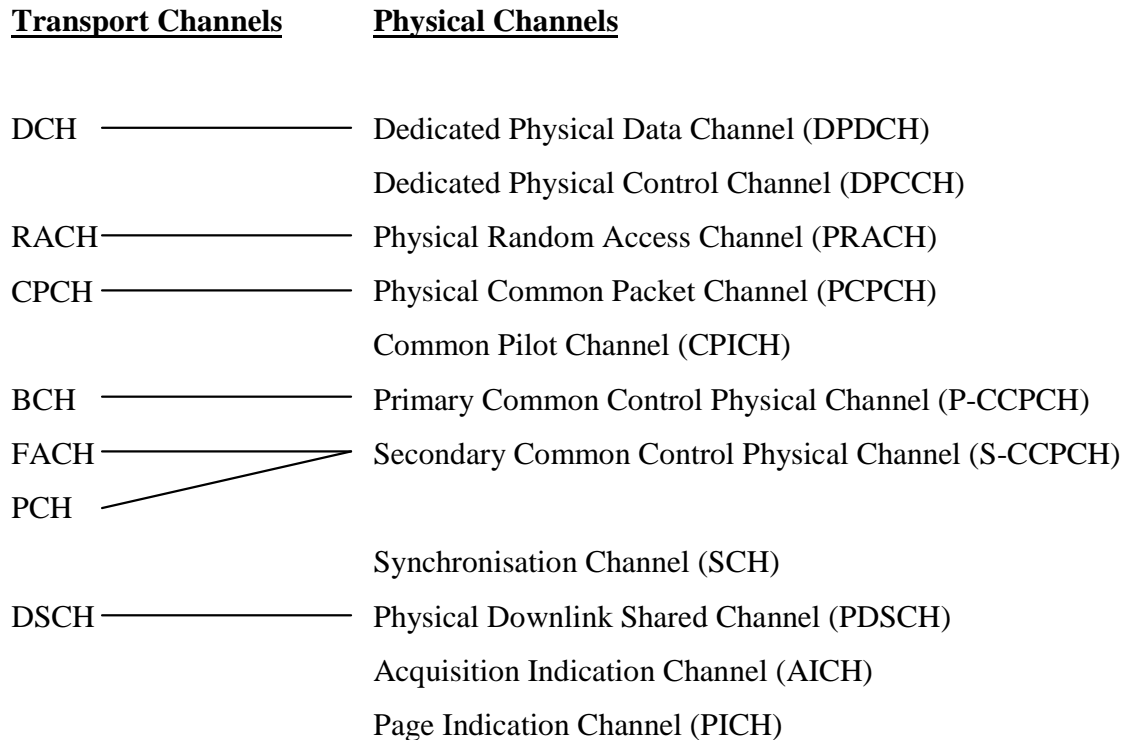 Transport Channels Physical Channels
DCH Dedicated Physical Data Channel (DPDCH)
Dedicated Physical Control Channel (DPCCH)
RACH Physical Random Access Channel (PRACH)
CPCH Physical Common Packet Channel (PCPCH)
Common Pilot Channel (CPICH)
BCH Primary Common Control Physical Channel (P-CCPCH)
FACH Secondary Common Control Physical Channel (S-CCPCH)
PCH
Synchronisation Channel (SCH)
DSCH Physical Downlink Shared Channel (PDSCH)
Acquisition Indication Channel (AICH)
Page Indication Channel (PICH)